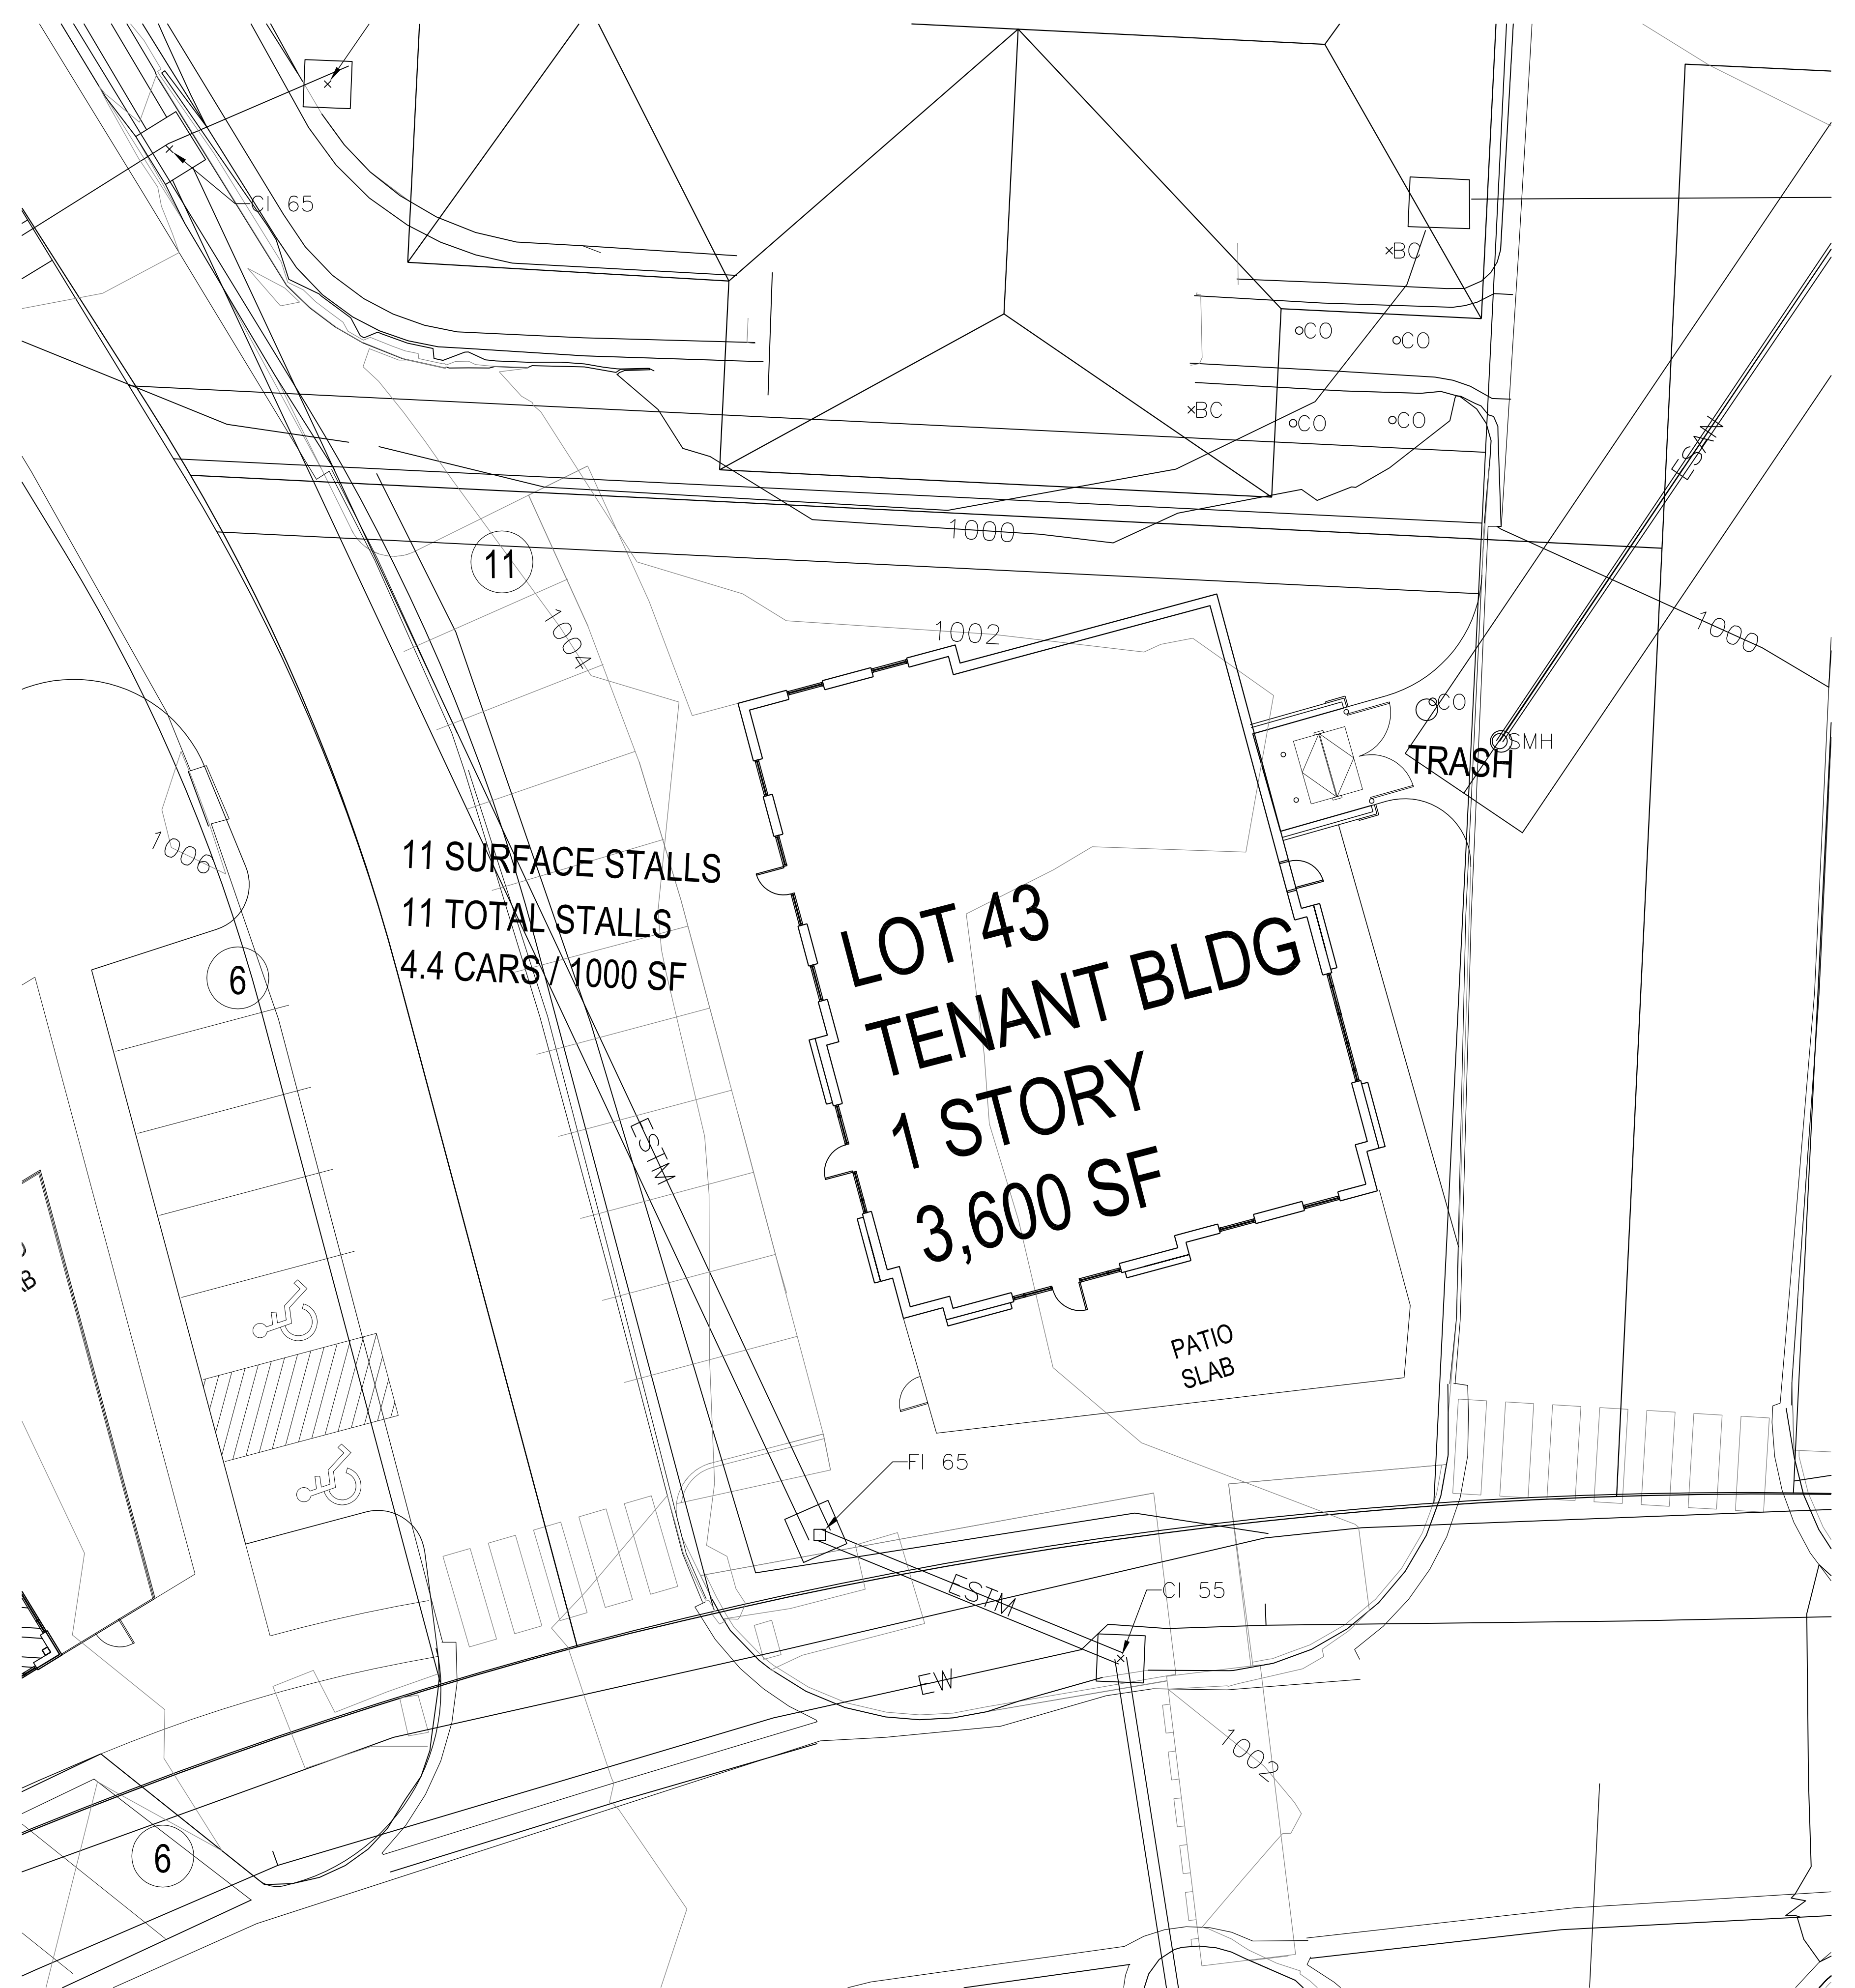 CI 65
BC
CO
CO
BC
CO
CO
ESAN
1000
11
1004
1002
1000
CO
SMH
TRASH
1006
11 SURFACE STALLS
11 TOTAL STALLS
4.4 CARS / 1000 SF
6
LOT 43
TENANT BLDG
1 STORY
3,600 SF
ESTM
PATIO
SLAB
FI 65
ESTM
CI 55
EW
1002
6